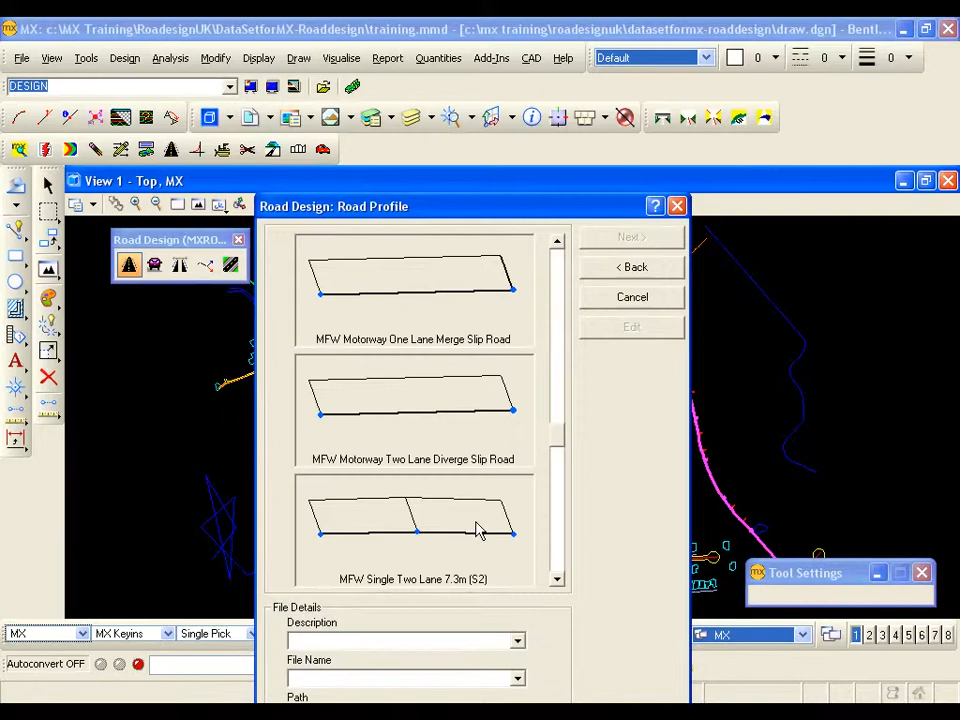 MX: c:\MX Training\RoadesignUK\DataSetforMX-Roaddesign\training.mmd - [c:\mx training\roadesignuk\datasetformx-roaddesign\draw.dgn] - Bentl...
File View Tools Design Analysis Modify Display Draw Visualise Report Quantities Add-Ins CAD Help Default 0 0 0
DESIGN
View 1 - Top, MX
Road Design: Road Profile
Road Design (MXRO...
Next >
< Back
Cancel
Edit
MFW Motorway One Lane Merge Slip Road
MFW Motorway Two Lane Diverge Slip Road
MFW Single Two Lane 7.3m (S2)
Tool Settings
File Details
Description
File Name
Path
MX MX Keyins Single Pick MX 1 2 3 4 5 6 7 8
Autoconvert OFF